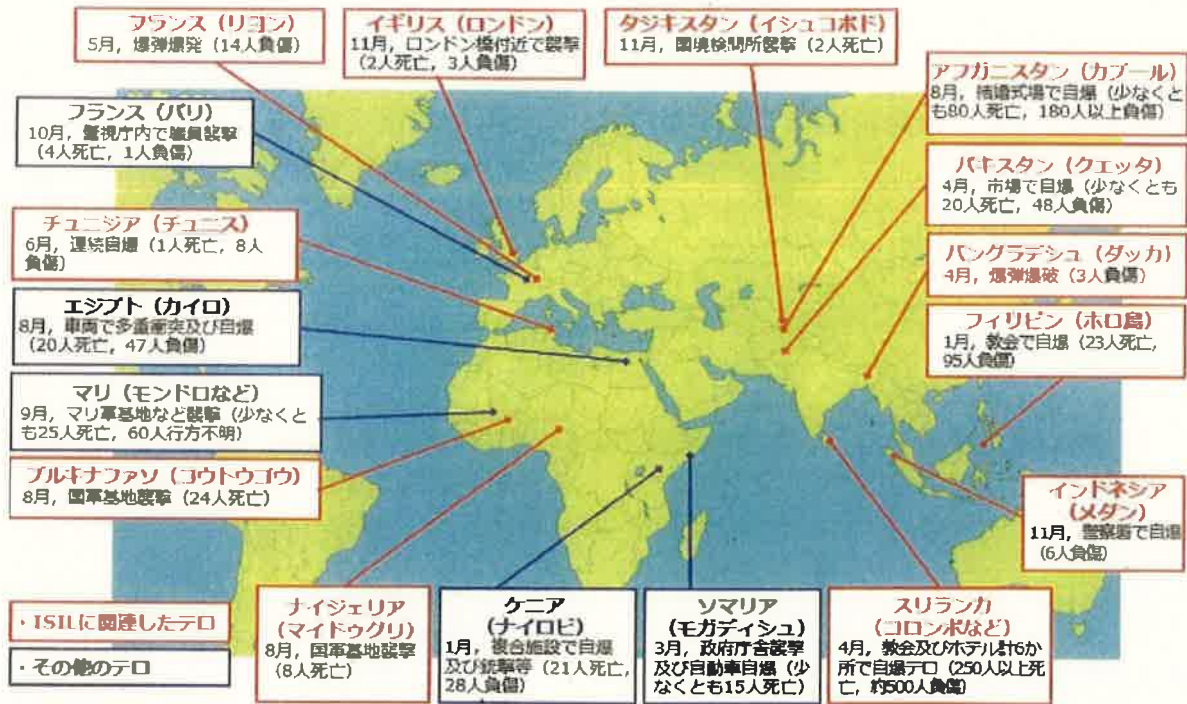 フランス（リヨン）
5月，爆弾爆発（14人負傷）
イギリス（ロンドン）
11月，ロンドン橋付近で襲撃
（2人死亡，3人負傷）
タジキスタン（イシュコボド）
11月，国境検問所襲撃（2人死亡）
アフガニスタン（カブール）
8月，結婚式場で自爆（少なくと
も80人死亡，180人以上負傷）
フランス（パリ）
10月，警視庁内で職員襲撃
（4人死亡，1人負傷）
パキスタン（クエッタ）
4月，市場で自爆（少なくとも
20人死亡，48人負傷）
チュニジア（チュニス）
6月，連続自爆（1人死亡，8人
負傷）
バングラデシュ（ダッカ）
4月，爆弾爆破（3人負傷）
エジプト（カイロ）
8月，車両で多重衝突及び自爆
（20人死亡，47人負傷）
フィリピン（ホロ島）
1月，教会で自爆（23人死亡，
95人負傷）
マリ（モンドロなど）
9月，マリ軍基地など襲撃（少なくと
も25人死亡，60人行方不明）
ブルキナファソ（コウトウゴウ）
8月，国軍基地襲撃（24人死亡）
インドネシア
（メダン）
11月，警察署で自爆
（6人負傷）
・ISILに関連したテロ
・その他のテロ
ナイジェリア
（マイドゥグリ）
8月，国軍基地襲撃
（8人死亡）
ケニア
（ナイロビ）
1月，複合施設で自爆
及び銃撃等（21人死亡，
28人負傷）
ソマリア
（モガディシュ）
3月，政府庁舎襲撃
及び自動車自爆（少
なくとも15人死亡）
スリランカ
（コロンボなど）
4月，教会及びホテル計6か
所で自爆テロ（250人以上死
亡，約500人負傷）